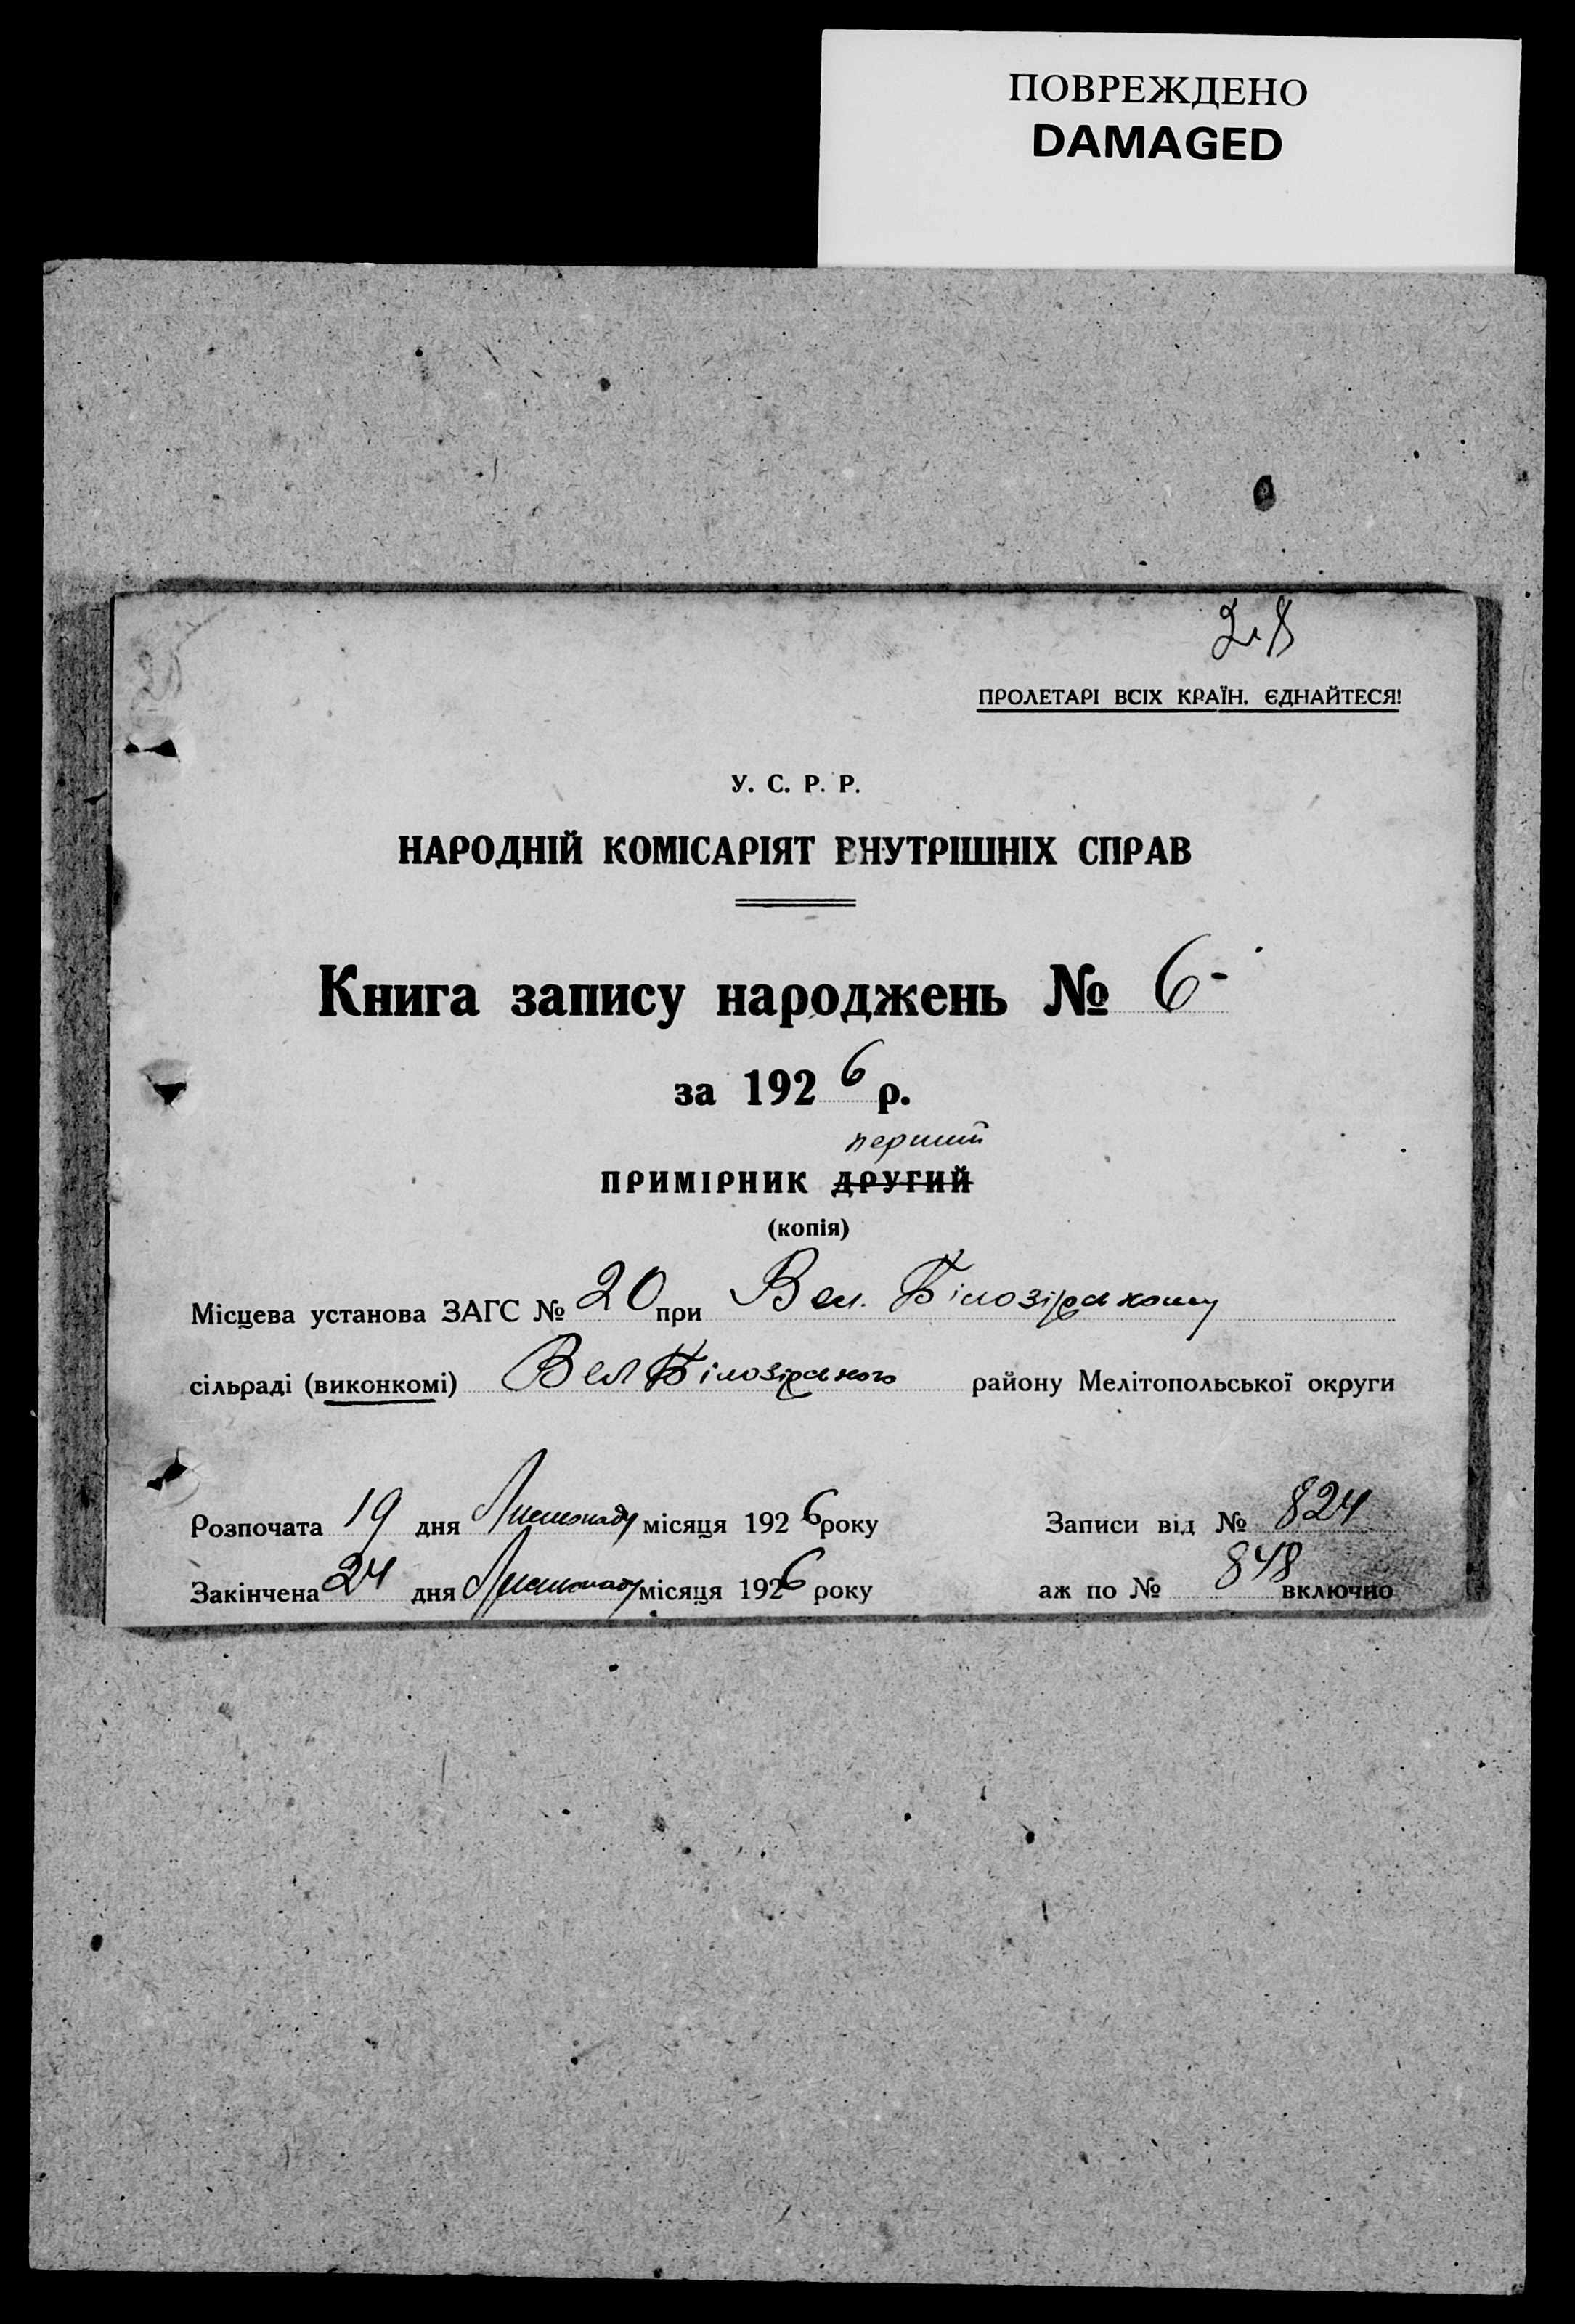 ПОВРЕЖДЕНО
DAMAGED
28
ПРОЛЕТАРІ ВСІХ КРАЇН, ЄДНАЙТЕСЯ!
У. С. Р. Р.
НАРОДНІЙ КОМІСАРІЯТ ВНУТРІШНІХ СПРАВ
Книга запису народжень № 6-
за 1926 р.
перший
ПРИМІРНИК ДРУГИЙ
(копія)
Місцева установа ЗАГС № 20 при Вел. Білозірському
сільраді (виконкомі) Вел Білозірського району Мелітопольської округи
Розпочата 19 дня Листопаду місяця 1926 року Записи від № 824
Закінчена 24 дня Листопаду місяця 1926 року аж по № 848 включно